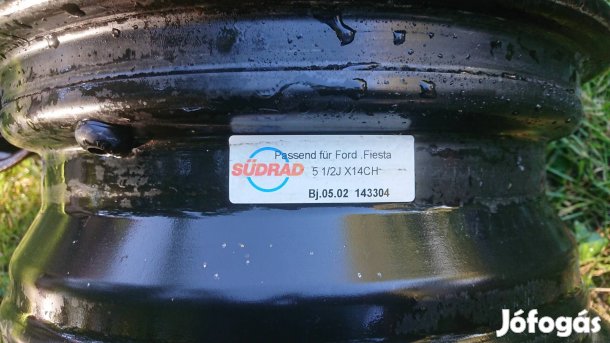 Passend für Ford .Fiesta
SÜDRAD
5 1/2J X14CH
Bj.05.02 143304
Jófogás